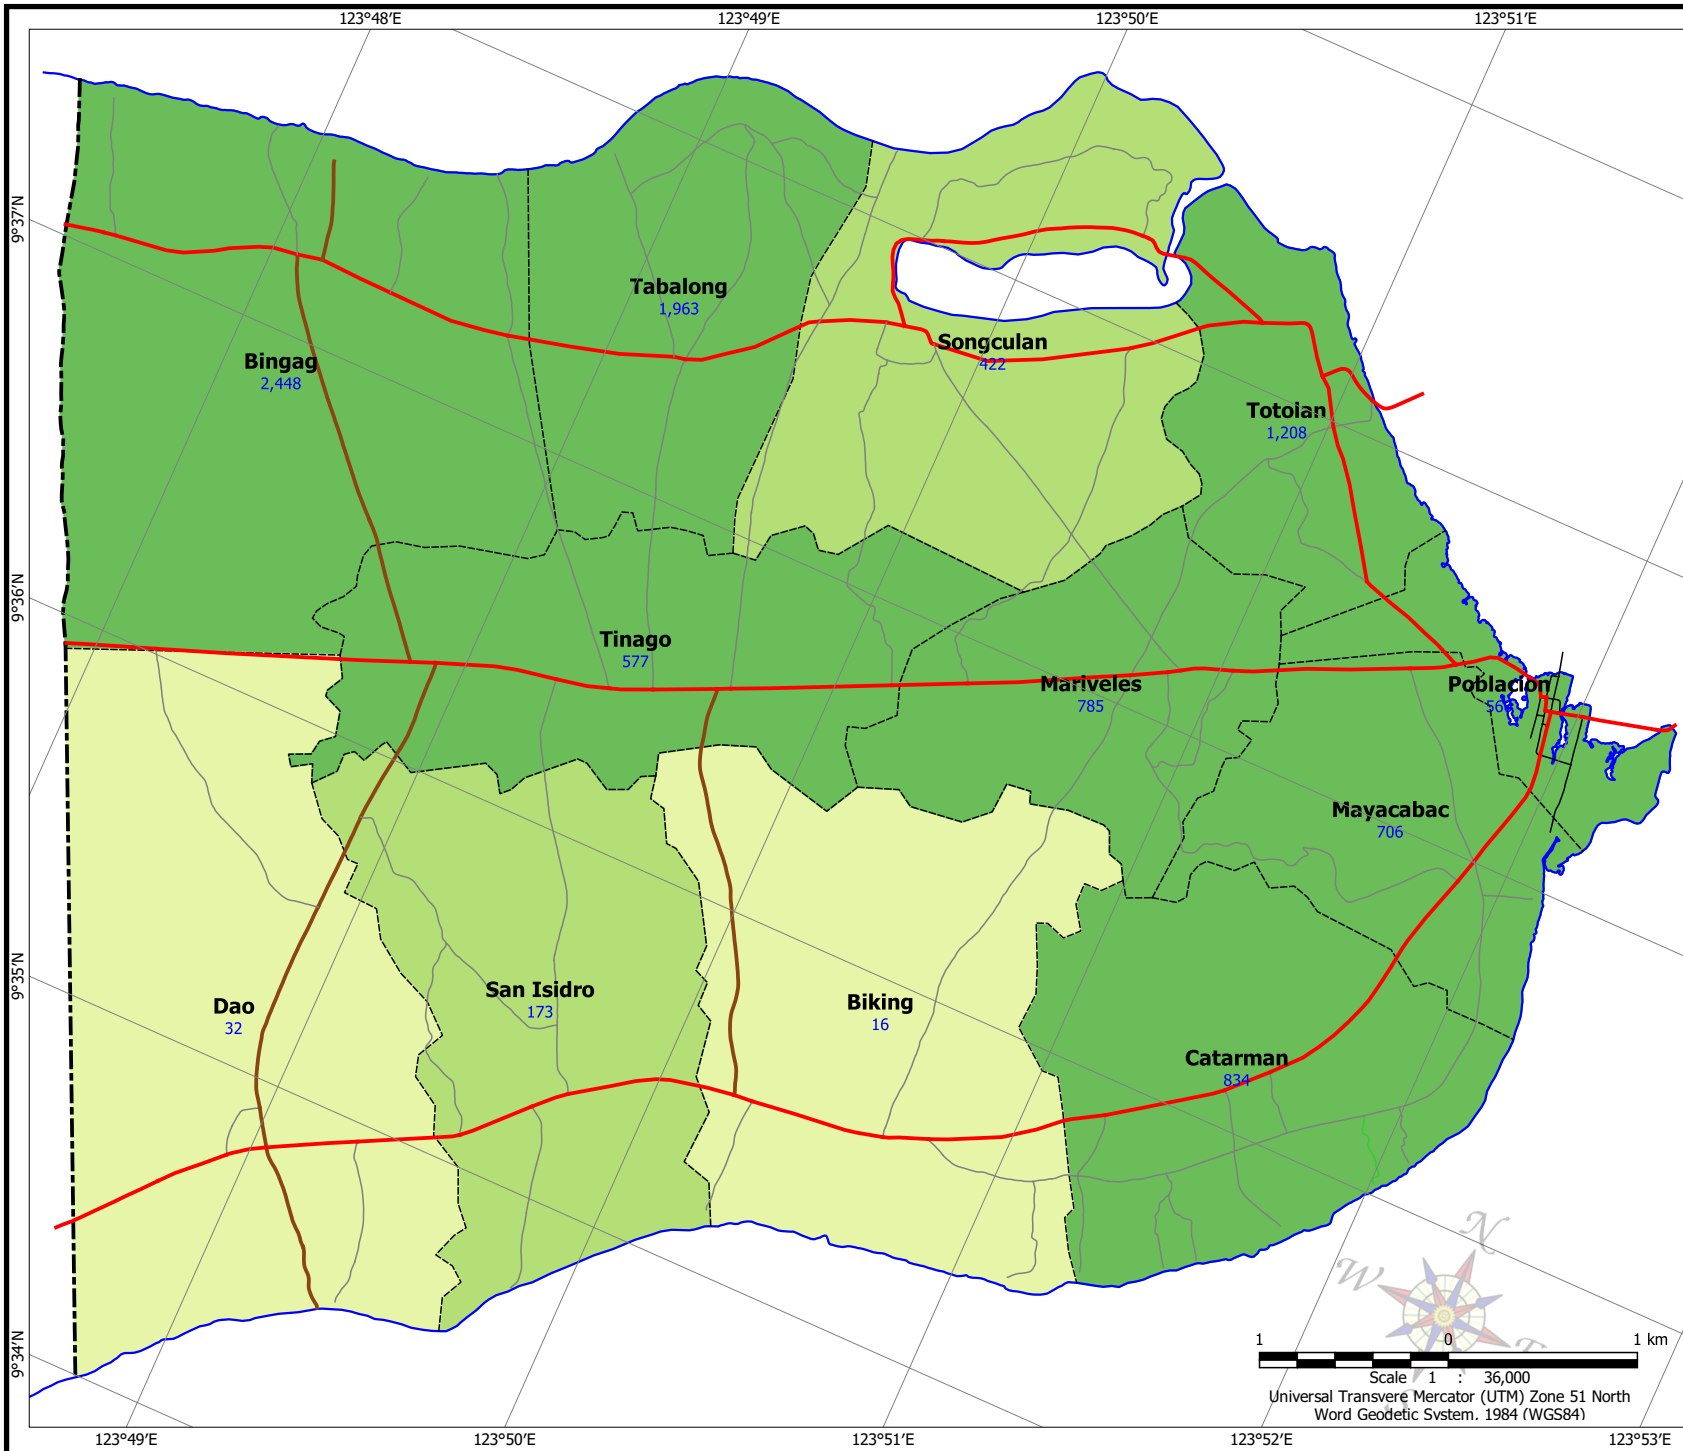 123°48'E
123°49'E
123°50'E
123°51'E
9°37'N
9°36'N
9°35'N
9°34'N
Tabalong
1,963
Songculan
422
Bingag
2,448
Totolan
1,208
Tinago
577
Mariveles
785
Poblacion
Mayacabac
706
San Isidro
173
Dao
32
Biking
16
Catarman
834
N
W
1 0 1 km
Scale 1 : 36,000
Universal Transvere Mercator (UTM) Zone 51 North
Word Geodetic System, 1984 (WGS84)
123°49'E
123°50'E
123°51'E
123°52'E
123°53'E